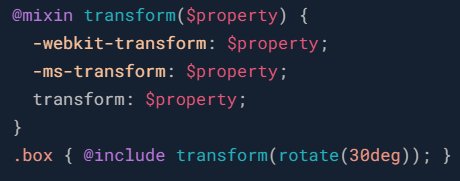 @mixin transform($property) {
  -webkit-transform: $property;
  -ms-transform: $property;
  transform: $property;
}
.box { @include transform(rotate(30deg)); }